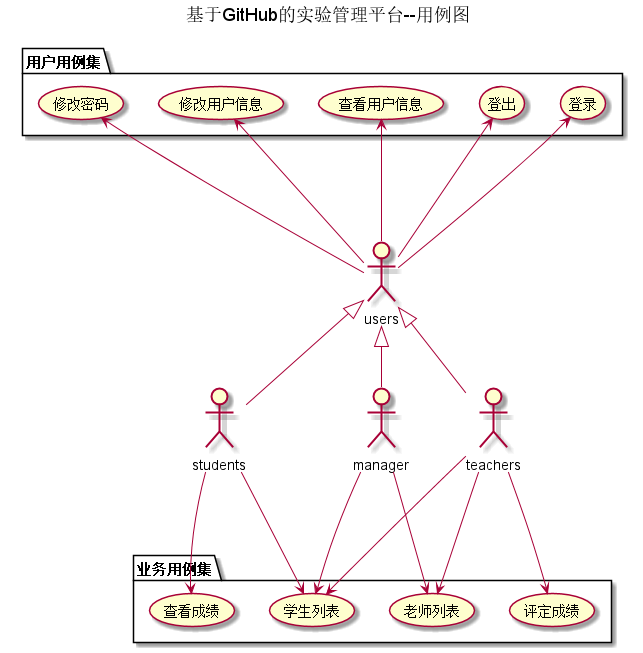 基于GitHub的实验管理平台--用例图
用户用例集
修改密码
修改用户信息
查看用户信息
登出
登录
users
students
manager
teachers
业务用例集
查看成绩
学生列表
老师列表
评定成绩